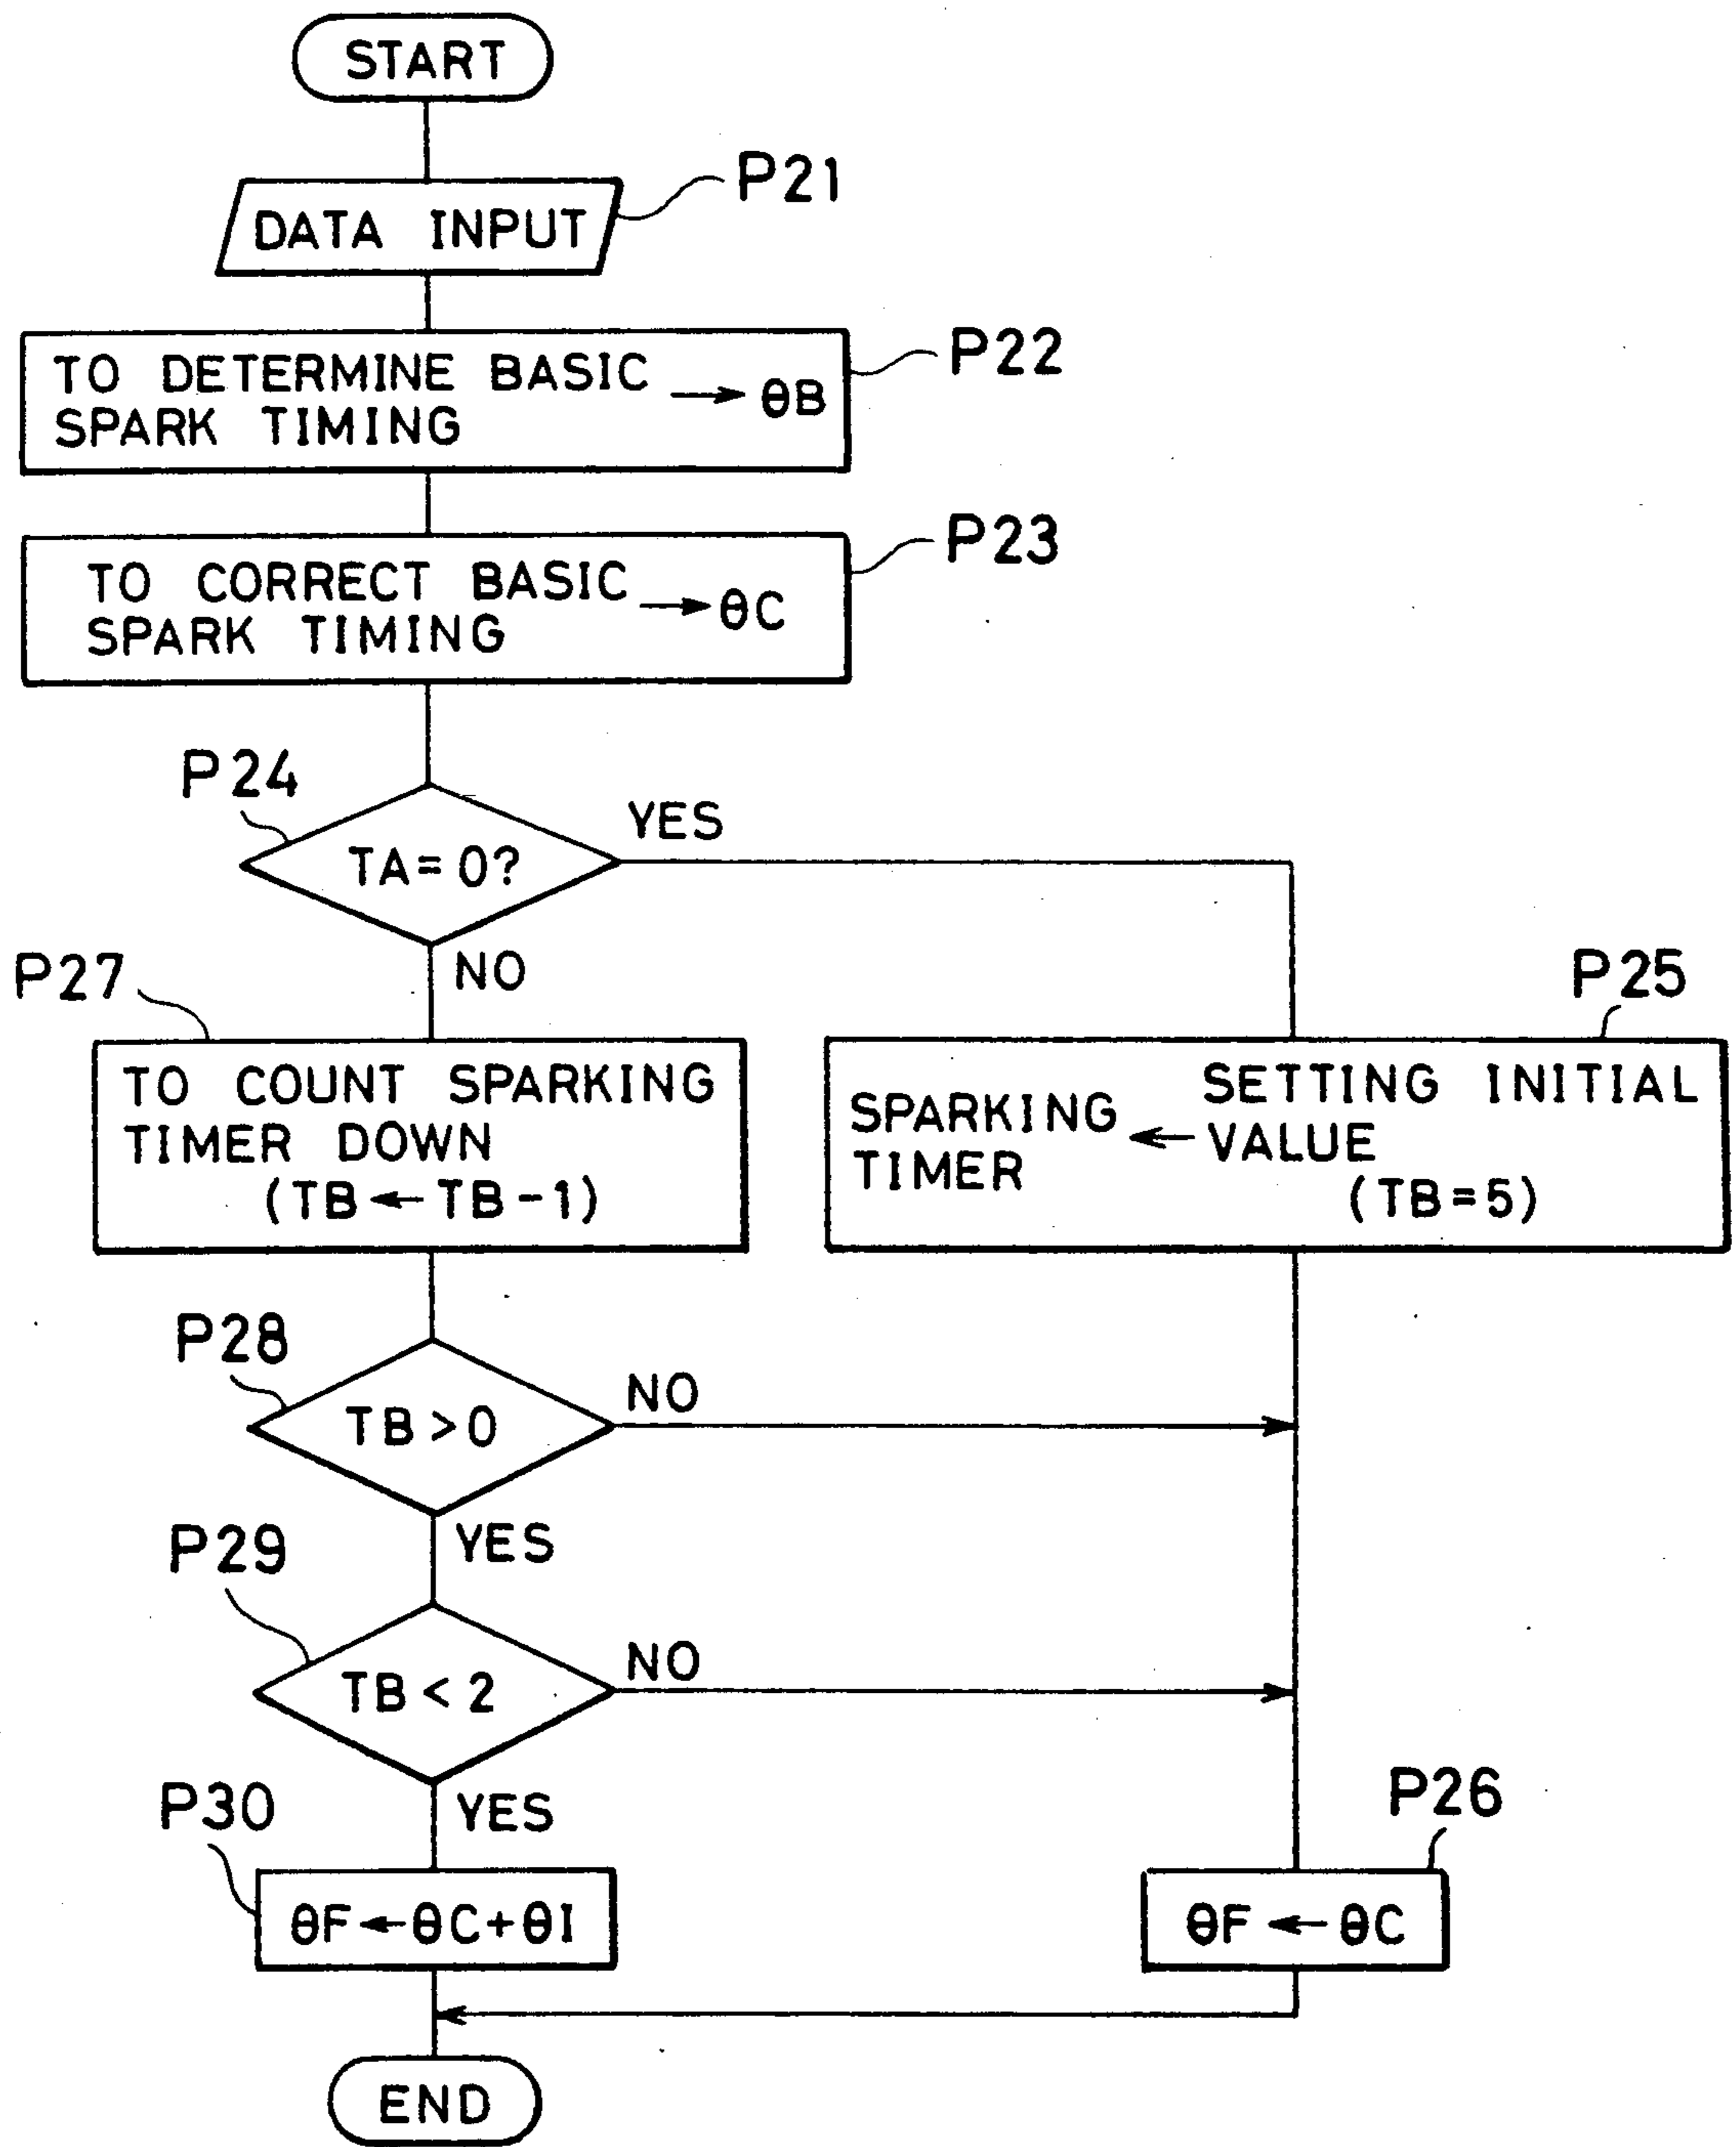 START
P21
DATA INPUT
P22
TO DETERMINE BASIC
SPARK TIMING
→ θB
P23
TO CORRECT BASIC
SPARK TIMING
→ θC
P24
YES
TA=0?
NO
P27
P25
TO COUNT SPARKING
TIMER DOWN
(TB←TB-1)
SPARKING
TIMER
←
SETTING INITIAL
VALUE
(TB=5)
P28
NO
TB>0
YES
P29
NO
TB<2
YES
P30
P26
θF←θC+θI
θF←θC
END